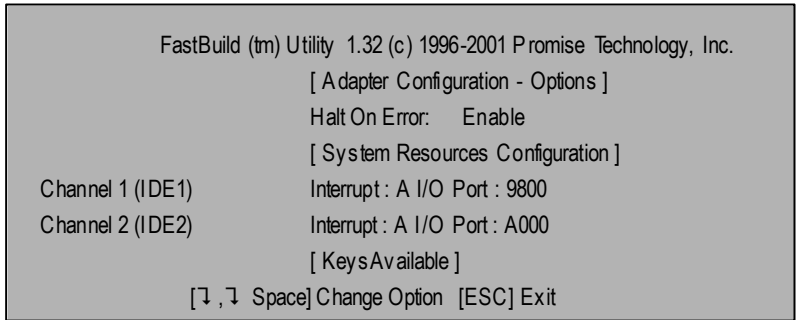 FastBuild (tm) Utility 1.32 (c) 1996-2001 Promise Technology, Inc.
[ Adapter Configuration - Options ]
Halt On Error: Enable
[ System Resources Configuration ]
Channel 1 (IDE1) Interrupt : A I/O Port : 9800
Channel 2 (IDE2) Interrupt : A I/O Port : A000
[ Keys Available ]
[↴ ,↴ Space] Change Option [ESC] Exit